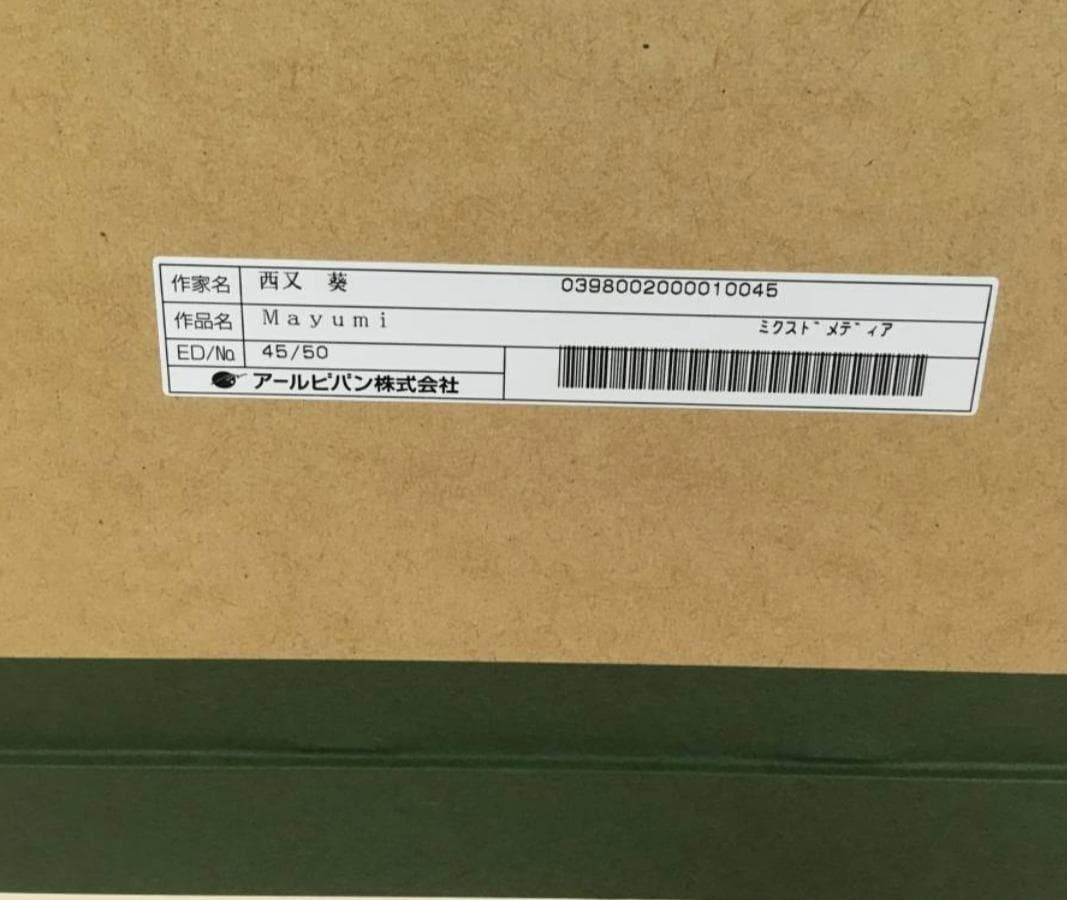 作家名 西又 葵 0398002000010045
作品名 Mayumi ミクストﾞメテﾞィア
ED/No. 45/50
アールビバン株式会社